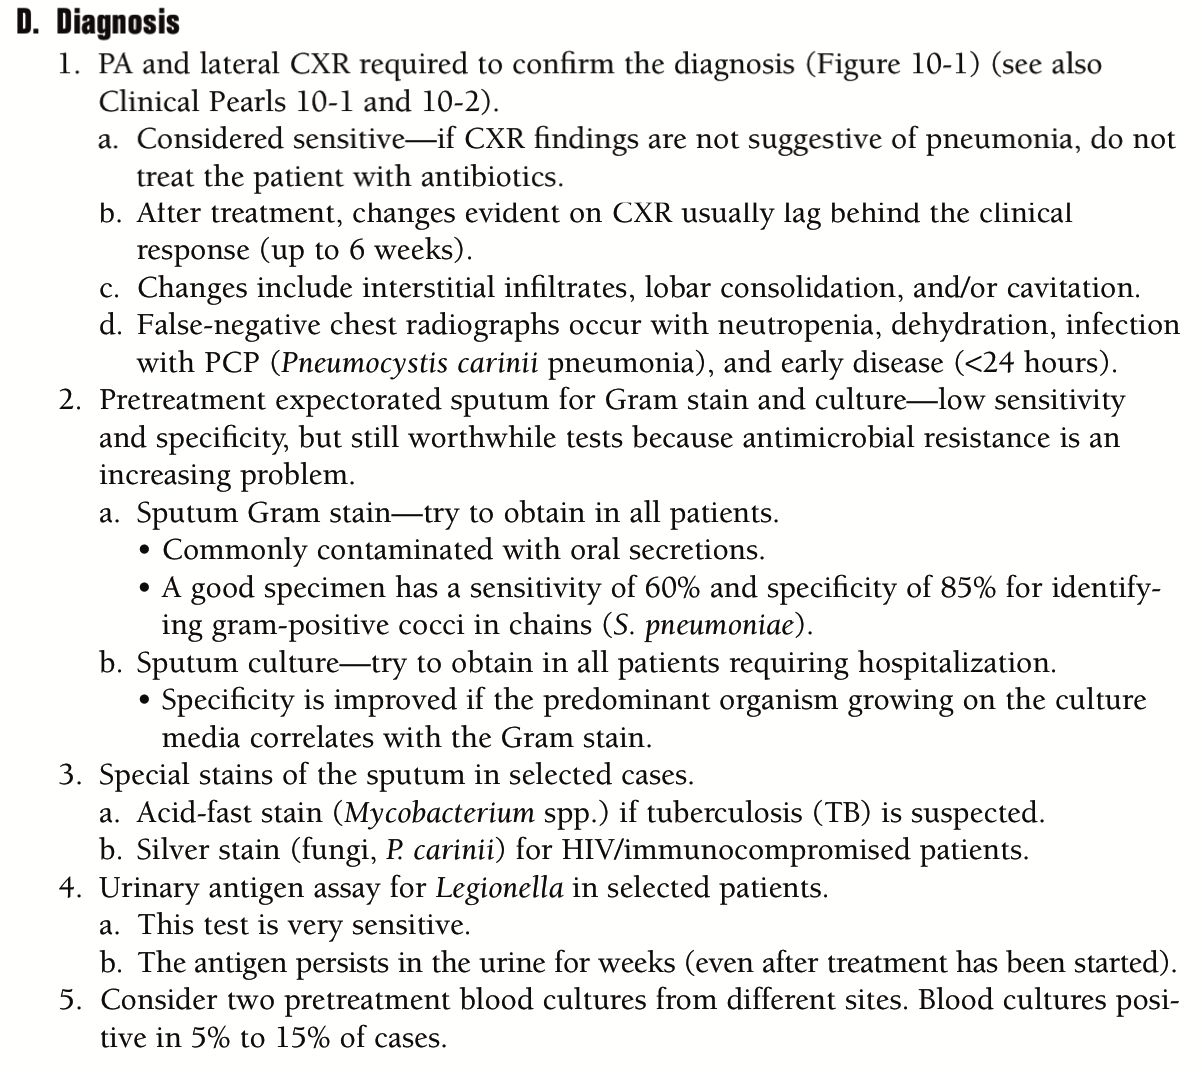 D. Diagnosis
1. PA and lateral CXR required to confirm the diagnosis (Figure 10-1) (see also
Clinical Pearls 10-1 and 10-2).
a. Considered sensitive—if CXR findings are not suggestive of pneumonia, do not
treat the patient with antibiotics.
b. After treatment, changes evident on CXR usually lag behind the clinical
response (up to 6 weeks).
c. Changes include interstitial infiltrates, lobar consolidation, and/or cavitation.
d. False-negative chest radiographs occur with neutropenia, dehydration, infection
with PCP (Pneumocystis carinii pneumonia), and early disease (<24 hours).
2. Pretreatment expectorated sputum for Gram stain and culture—low sensitivity
and specificity, but still worthwhile tests because antimicrobial resistance is an
increasing problem.
a. Sputum Gram stain—try to obtain in all patients.
• Commonly contaminated with oral secretions.
• A good specimen has a sensitivity of 60% and specificity of 85% for identify-
ing gram-positive cocci in chains (S. pneumoniae).
b. Sputum culture—try to obtain in all patients requiring hospitalization.
• Specificity is improved if the predominant organism growing on the culture
media correlates with the Gram stain.
3. Special stains of the sputum in selected cases.
a. Acid-fast stain (Mycobacterium spp.) if tuberculosis (TB) is suspected.
b. Silver stain (fungi, P. carinii) for HIV/immunocompromised patients.
4. Urinary antigen assay for Legionella in selected patients.
a. This test is very sensitive.
b. The antigen persists in the urine for weeks (even after treatment has been started).
5. Consider two pretreatment blood cultures from different sites. Blood cultures posi-
tive in 5% to 15% of cases.